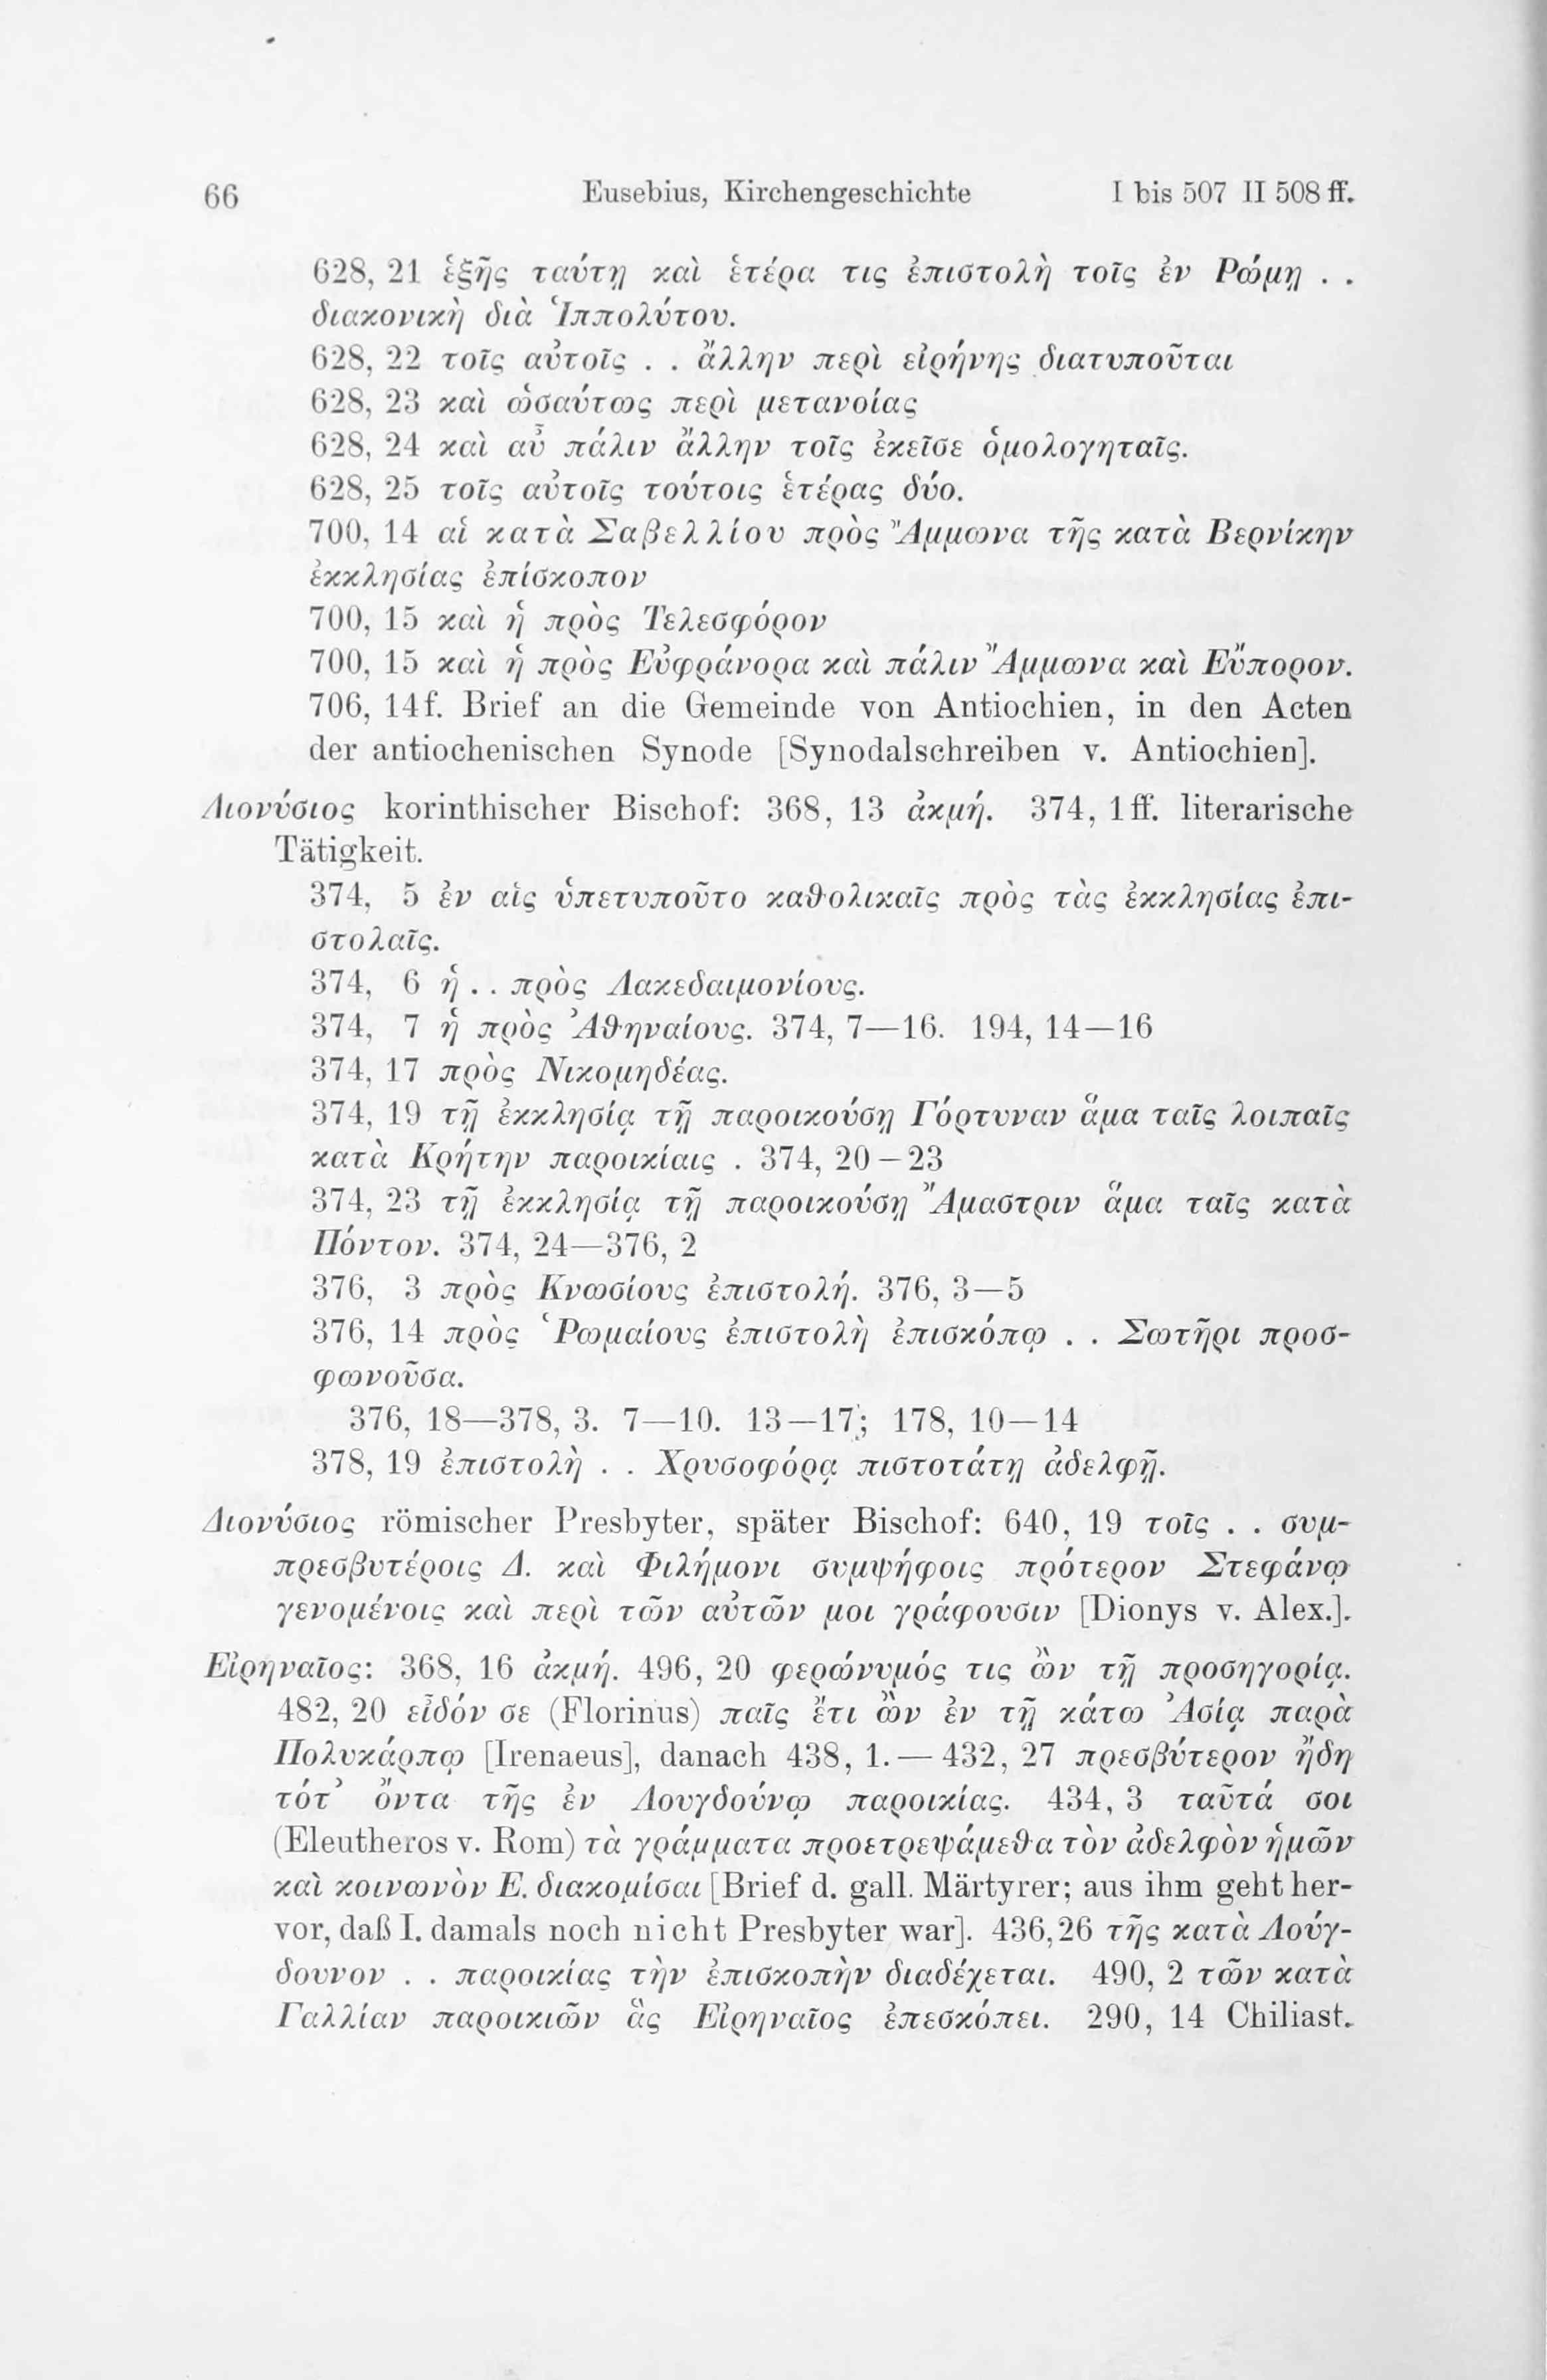 66 Eusebius, Kirchengeschichte I bis 507 II 508 ff.
628, 21 ἑξῆς ταύτῃ καὶ ἑτέρα τις ἐπιστολὴ τοῖς ἐν Ρώμῃ . .
διακονικὴ διὰ Ἱππολύτου.
628, 22 τοῖς αὐτοῖς . . ἄλλην περὶ εἰρήνης διατυποῦται
628, 23 καὶ ὡσαύτως περὶ μετανοίας
628, 24 καὶ αὖ πάλιν ἄλλην τοῖς ἐκεῖσε ὁμολογηταῖς.
628, 25 τοῖς αὐτοῖς τούτοις ἑτέρας δύο.
700, 14 αἱ κατὰ Σαβελλίου πρὸς Ἄμμωνα τῆς κατὰ Βερνίκην
ἐκκλησίας ἐπίσκοπον
700, 15 καὶ ἡ πρὸς Τελεσφόρον
700, 15 καὶ ἡ πρὸς Εὐφράνορα καὶ πάλιν Ἄμμωνα καὶ Εὔπορον.
706, 14f. Brief an die Gemeinde von Antiochien, in den Acten
der antiochenischen Synode [Synodalschreiben v. Antiochien].
Διονύσιος korinthischer Bischof: 368, 13 ἀκμή. 374, 1ff. literarische
Tätigkeit.
374, 5 ἐν αἷς ὑπετυποῦτο καθολικαῖς πρὸς τὰς ἐκκλησίας ἐπι-
στολαῖς.
374, 6 ἡ . . πρὸς Λακεδαιμονίους.
374, 7 ἡ πρὸς Ἀθηναίους. 374, 7—16. 194, 14—16
374, 17 πρὸς Νικομηδέας.
374, 19 τῇ ἐκκλησίᾳ τῇ παροικούσῃ Γόρτυναν ἅμα ταῖς λοιπαῖς
κατὰ Κρήτην παροικίαις . 374, 20—23
374, 23 τῇ ἐκκλησίᾳ τῇ παροικούσῃ Ἄμαστριν ἅμα ταῖς κατὰ
Πόντον. 374, 24—376, 2
376, 3 πρὸς Κνωσίους ἐπιστολή. 376, 3—5
376, 14 πρὸς Ῥωμαίους ἐπιστολὴ ἐπισκόπῳ . . Σωτῆρι προσ-
φωνοῦσα.
376, 18—378, 3. 7—10. 13—17; 178, 10—14
378, 19 ἐπιστολὴ . . Χρυσοφόρᾳ πιστοτάτῃ ἀδελφῇ.
Διονύσιος römischer Presbyter, später Bischof: 640, 19 τοῖς . . συμ-
πρεσβυτέροις Δ. καὶ Φιλήμονι συμψήφοις πρότερον Στεφάνῳ
γενομένοις καὶ περὶ τῶν αὐτῶν μοι γράφουσιν [Dionys v. Alex.].
Εἰρηναῖος: 368, 16 ἀκμή. 496, 20 φερώνυμός τις ὢν τῇ προσηγορίᾳ.
482, 20 εἶδόν σε (Florinus) παῖς ἔτι ὢν ἐν τῇ κάτω Ἀσίᾳ παρὰ
Πολυκάρπῳ [Irenaeus], danach 438, 1. — 432, 27 πρεσβύτερον ἤδη
τότ᾽ ὄντα τῆς ἐν Λουγδούνῳ παροικίας. 434, 3 ταῦτά σοι
(Eleutheros v. Rom) τὰ γράμματα προετρεψάμεθα τὸν ἀδελφὸν ἡμῶν
καὶ κοινωνὸν Ε. διακομίσαι [Brief d. gall. Märtyrer; aus ihm geht her-
vor, daß I. damals noch nicht Presbyter war]. 436,26 τῆς κατὰ Λούγ-
δουνον . . παροικίας τὴν ἐπισκοπὴν διαδέχεται. 490, 2 τῶν κατὰ
Γαλλίαν παροικιῶν ἃς Εἰρηναῖος ἐπεσκόπει. 290, 14 Chiliast.